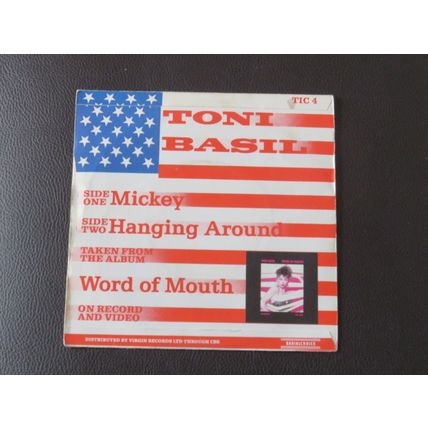 TIC 4
TONI
BASIL
SIDE ONE Mickey
SIDE TWO Hanging Around
TAKEN FROM
THE ALBUM
Word of Mouth
ON RECORD
AND VIDEO
DISTRIBUTED BY VIRGIN RECORDS LTD THROUGH CBS
RADIALCHOICE